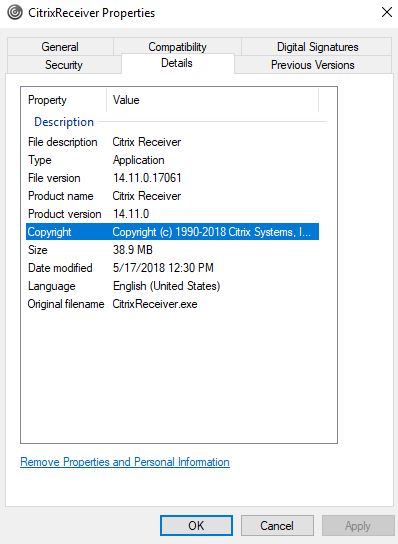 CitrixReceiver Properties
General Compatibility Digital Signatures
Security Details Previous Versions
Property Value
Description
File description Citrix Receiver
Type Application
File version 14.11.0.17061
Product name Citrix Receiver
Product version 14.11.0
Copyright Copyright (c) 1990-2018 Citrix Systems, I...
Size 38.9 MB
Date modified 5/17/2018 12:30 PM
Language English (United States)
Original filename CitrixReceiver.exe
Remove Properties and Personal Information
OK Cancel Apply